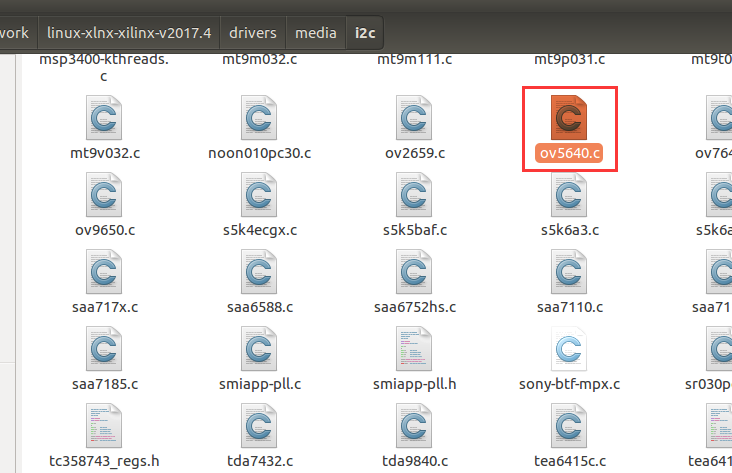 work linux-xlnx-xilinx-v2017.4 drivers media i2c
msp3400-kthreads.c mt9m032.c mt9m111.c mt9p031.c mt9t0
mt9v032.c noon010pc30.c ov2659.c ov5640.c ov764
ov9650.c s5k4ecgx.c s5k5baf.c s5k6a3.c s5k6a
saa717x.c saa6588.c saa6752hs.c saa7110.c saa71
saa7185.c smiapp-pll.c smiapp-pll.h sony-btf-mpx.c sr030p
tc358743_regs.h tda7432.c tda9840.c tea6415c.c tea641